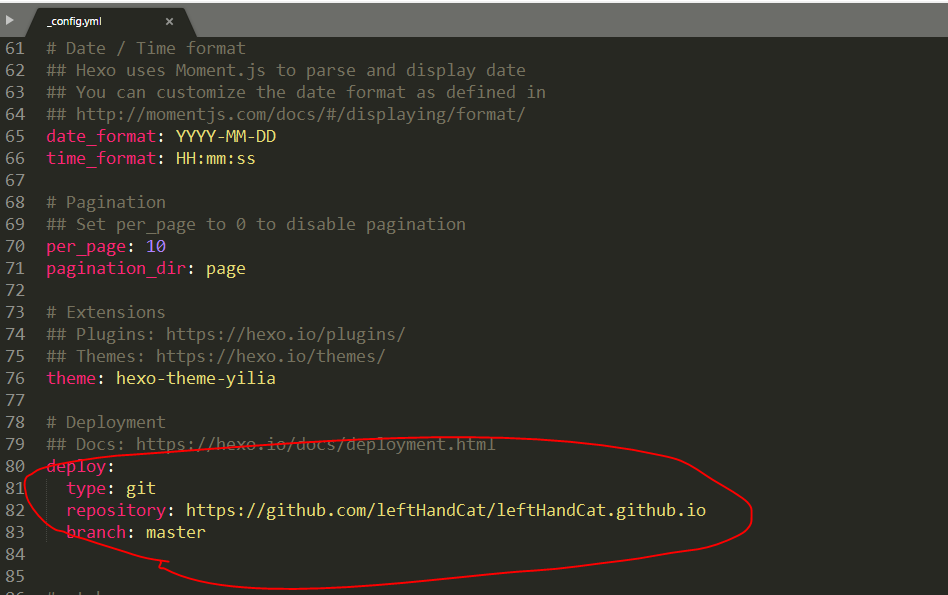 _config.yml ×
61 # Date / Time format
62 ## Hexo uses Moment.js to parse and display date
63 ## You can customize the date format as defined in
64 ## http://momentjs.com/docs/#/displaying/format/
65 date_format: YYYY-MM-DD
66 time_format: HH:mm:ss
67
68 # Pagination
69 ## Set per_page to 0 to disable pagination
70 per_page: 10
71 pagination_dir: page
72
73 # Extensions
74 ## Plugins: https://hexo.io/plugins/
75 ## Themes: https://hexo.io/themes/
76 theme: hexo-theme-yilia
77
78 # Deployment
79 ## Docs: https://hexo.io/docs/deployment.html
80 deploy:
81 type: git
82 repository: https://github.com/leftHandCat/leftHandCat.github.io
83 branch: master
84
85